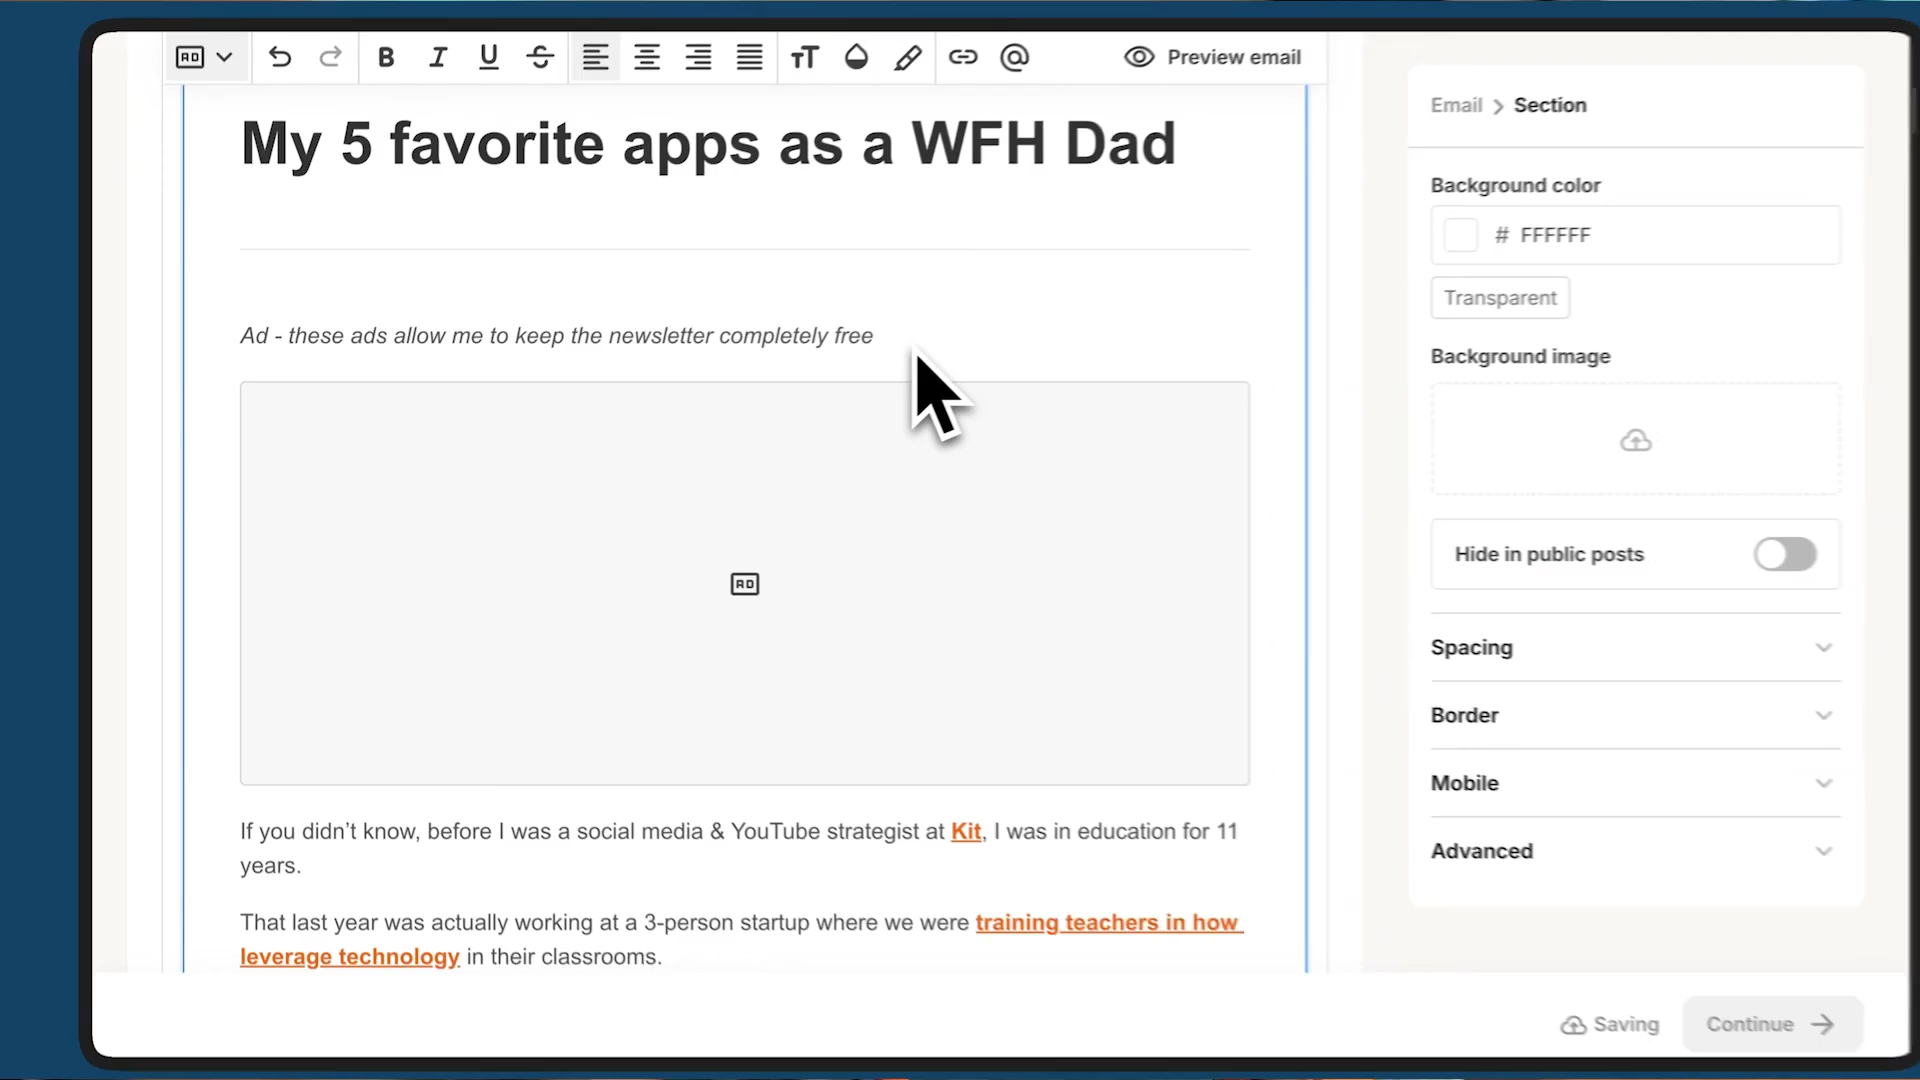 AD
B I U S
TT
@
Preview email
My 5 favorite apps as a WFH Dad
Ad - these ads allow me to keep the newsletter completely free
AD
If you didn't know, before I was a social media & YouTube strategist at Kit, I was in education for 11
years.
That last year was actually working at a 3-person startup where we were training teachers in how
leverage technology in their classrooms.
Email > Section
Background color
# FFFFFF
Transparent
Background image
Hide in public posts
Spacing
Border
Mobile
Advanced
Saving
Continue →